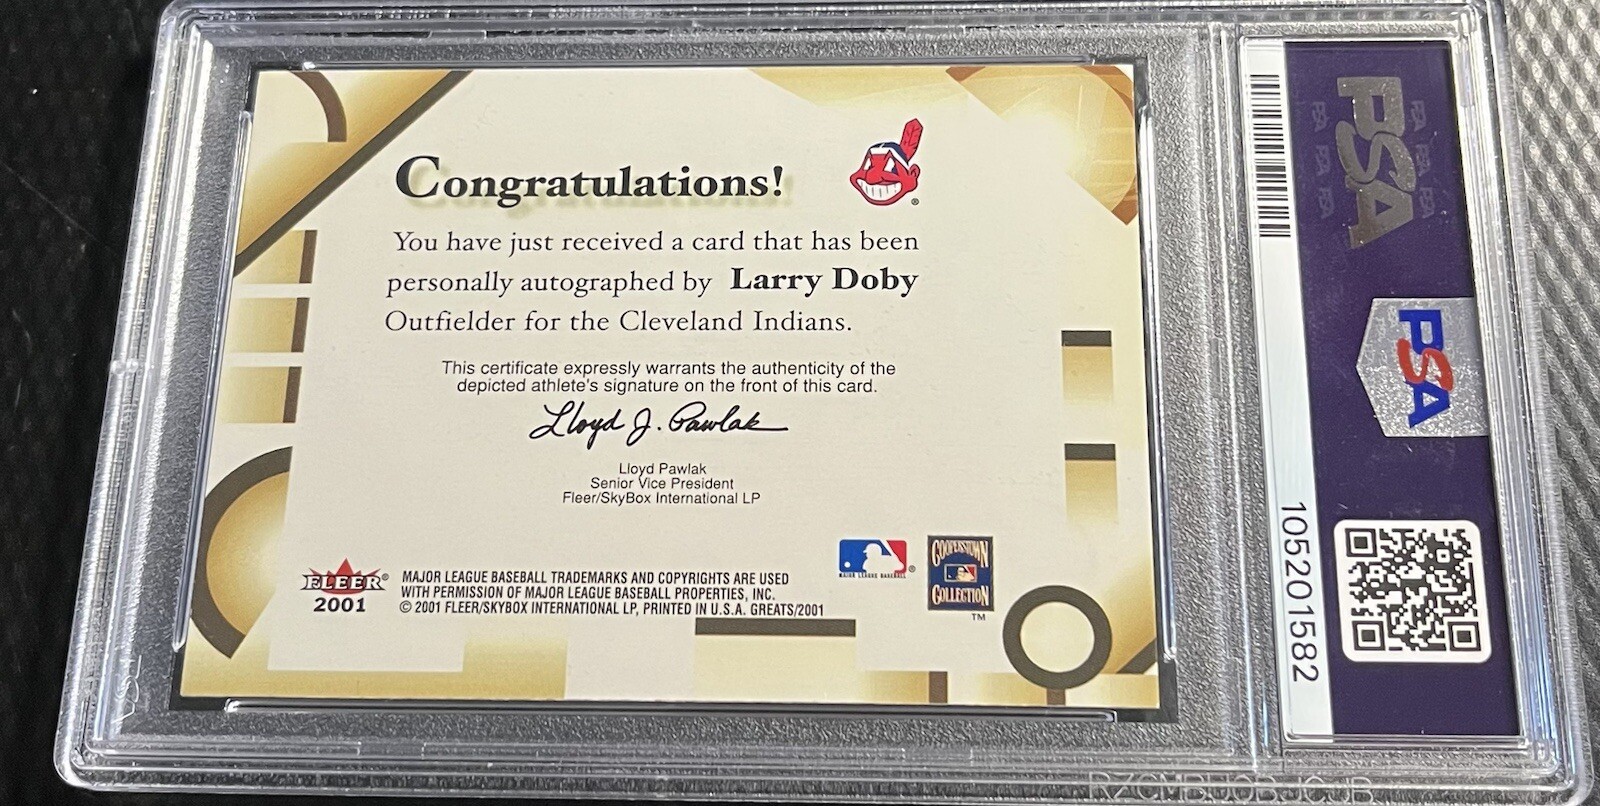 Congratulations!
You have just received a card that has been
personally autographed by Larry Doby
Outfielder for the Cleveland Indians.
This certificate expressly warrants the authenticity of the
depicted athlete's signature on the front of this card.
Lloyd J. Pawlak
Lloyd Pawlak
Senior Vice President
Fleer/SkyBox International LP
FLEER®
2001
MAJOR LEAGUE BASEBALL TRADEMARKS AND COPYRIGHTS ARE USED
WITH PERMISSION OF MAJOR LEAGUE BASEBALL PROPERTIES, INC.
© 2001 FLEER/SKYBOX INTERNATIONAL LP, PRINTED IN U.S.A. GREATS/2001
MAJOR LEAGUE BASEBALL®
COOPERSTOWN
COLLECTION
TM
PSA
PSA
105201582